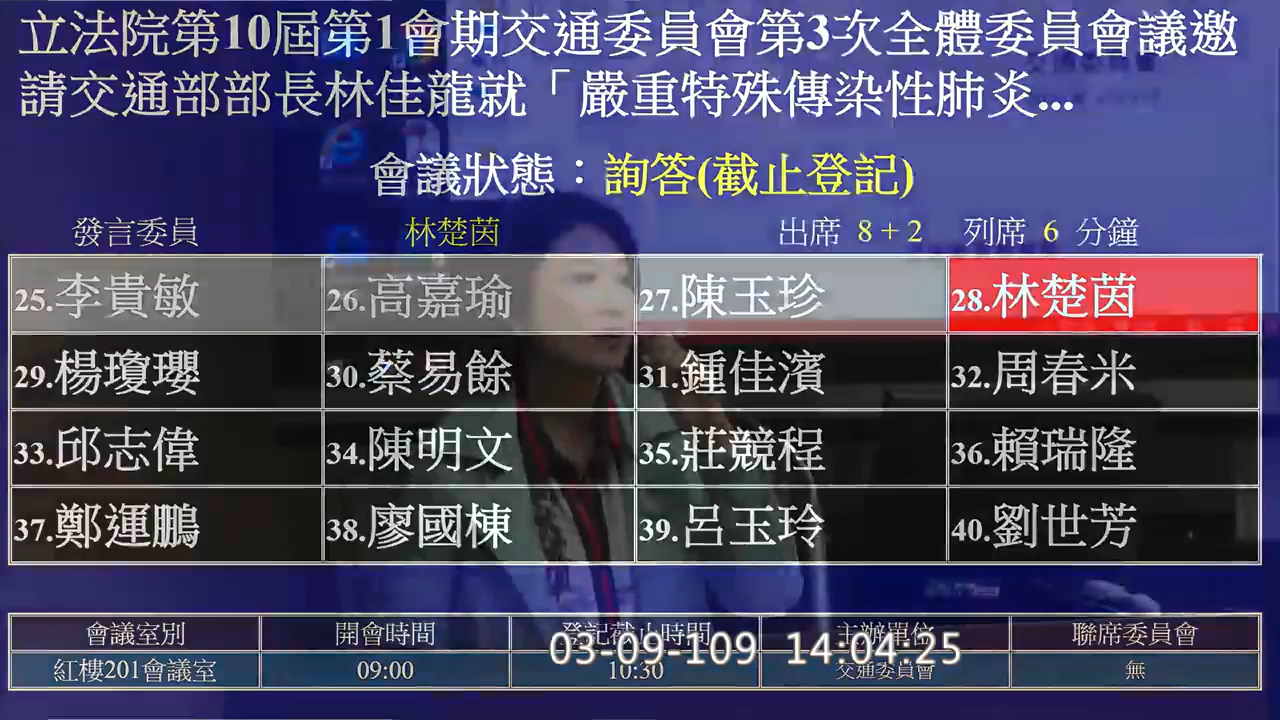 立法院第10屆第1會期交通委員會第3次全體委員會議邀
請交通部部長林佳龍就「嚴重特殊傳染性肺炎...
會議狀態：詢答(截止登記)
發言委員 林楚茵 出席 8 + 2 列席 6 分鐘
25.李貴敏 26.高嘉瑜 27.陳玉珍 28.林楚茵
29.楊瓊瓔 30.蔡易餘 31.鍾佳濱 32.周春米
33.邱志偉 34.陳明文 35.莊競程 36.賴瑞隆
37.鄭運鵬 38.廖國棟 39.呂玉玲 40.劉世芳
會議室別 開會時間 登記截止時間 主辦單位 聯席委員會
03-09-109 14:04:25
紅樓201會議室 09:00 10:30 交通委員會 無